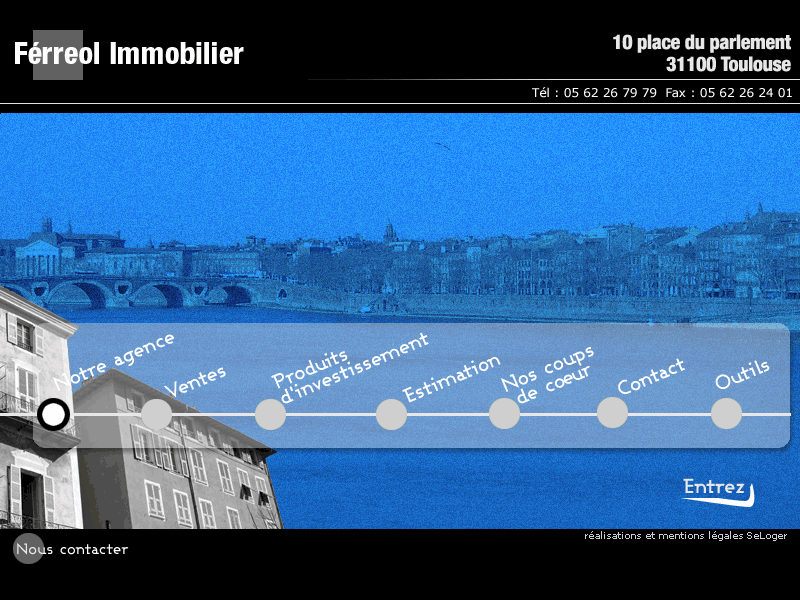 Férreol Immobilier
10 place du parlement
31100 Toulouse
Tél : 05 62 26 79 79 Fax : 05 62 26 24 01
Notre agence
Ventes
Produits
d'investissement
Estimation
Nos coups
de cœur
Contact
Outils
Entrez
réalisations et mentions légales SeLoger
Nous contacter